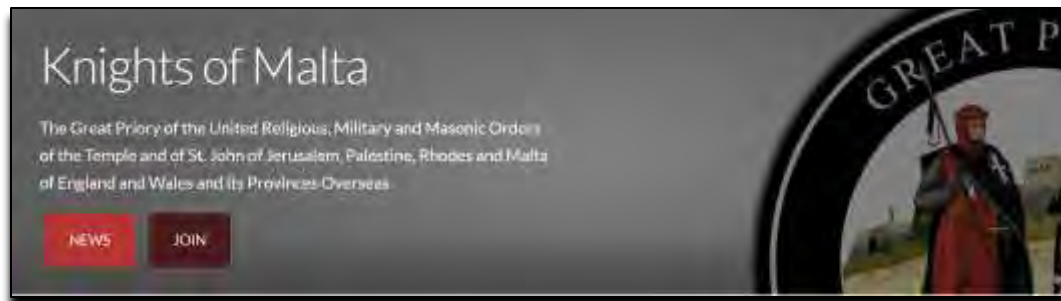 Knights of Malta
The Great Priory of the United Religious, Military and Masonic Orders
of the Temple and of St. John of Jerusalem, Palestine, Rhodes and Malta
of England and Wales and its Provinces Overseas
NEWS
JOIN
GREAT P